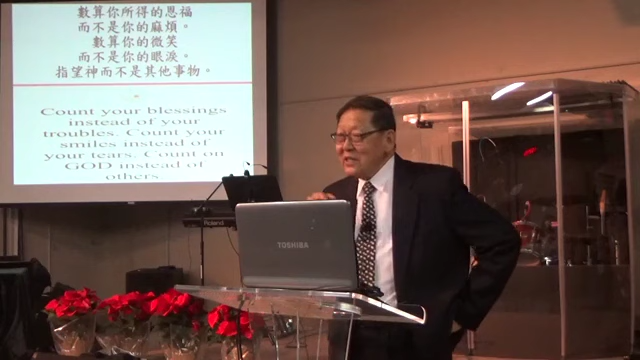 數算你所得的恩福
而不是你的麻煩。
數算你的微笑
而不是你的眼淚。
指望神而不是其他事物。
Count your blessings
instead of your
troubles. Count your
smiles instead of
your tears. Count on
GOD instead of
others.
Roland
TOSHIBA